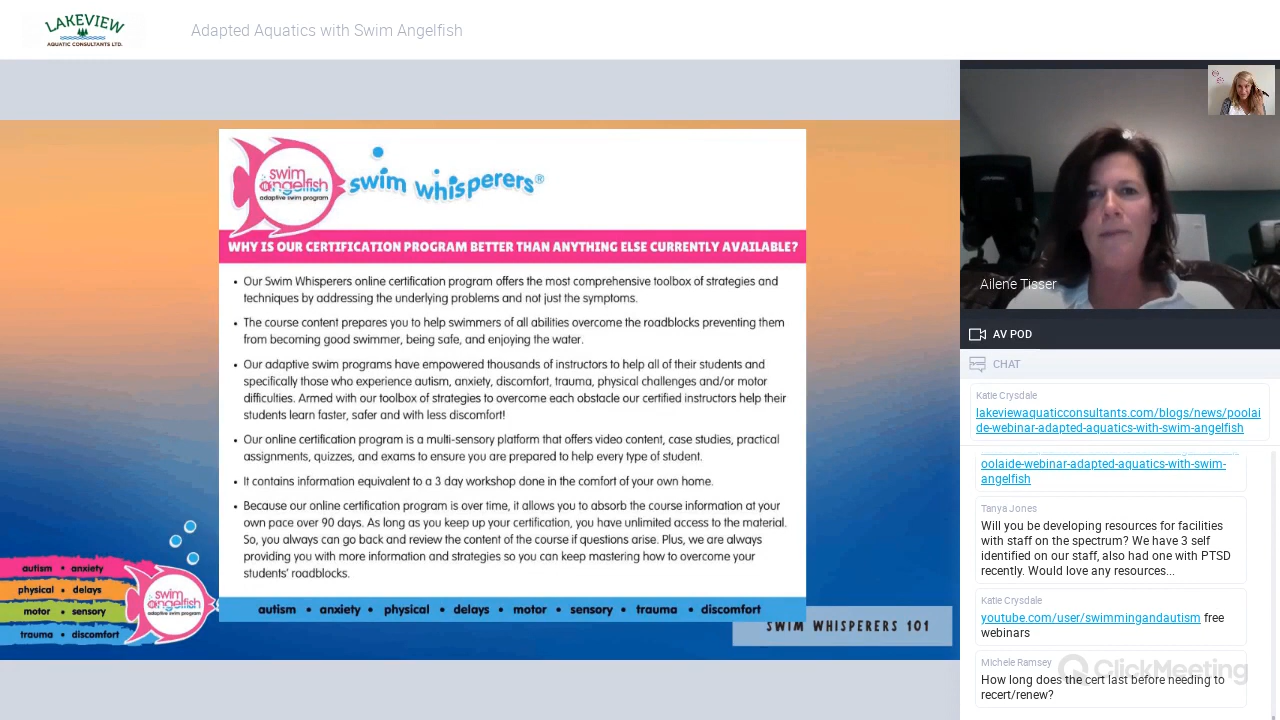 LAKEVIEW
AQUATIC CONSULTANTS LTD.
Adapted Aquatics with Swim Angelfish
swim
angelfish
adaptive swim program
swim whisperers®
WHY IS OUR CERTIFICATION PROGRAM BETTER THAN ANYTHING ELSE CURRENTLY AVAILABLE?
• Our Swim Whisperers online certification program offers the most comprehensive toolbox of strategies and
techniques by addressing the underlying problems and not just the symptoms.
• The course content prepares you to help swimmers of all abilities overcome the roadblocks preventing them
from becoming good swimmer, being safe, and enjoying the water.
• Our adaptive swim programs have empowered thousands of instructors to help all of their students and
specifically those who experience autism, anxiety, discomfort, trauma, physical challenges and/or motor
difficulties. Armed with our toolbox of strategies to overcome each obstacle our certified instructors help their
students learn faster, safer and with less discomfort!
• Our online certification program is a multi-sensory platform that offers video content, case studies, practical
assignments, quizzes, and exams to ensure you are prepared to help every type of student.
• It contains information equivalent to a 3 day workshop done in the comfort of your own home.
• Because our online certification program is over time, it allows you to absorb the course information at your
own pace over 90 days. As long as you keep up your certification, you have unlimited access to the material.
So, you always can go back and review the content of the course if questions arise. Plus, we are always
providing you with more information and strategies so you can keep mastering how to overcome your
students' roadblocks.
autism • anxiety • physical • delays • motor • sensory • trauma • discomfort
autism • anxiety
physical • delays
motor • sensory
trauma • discomfort
swim
angelfish
adaptive swim program
SWIM WHISPERERS 101
Ailene Tisser
AV POD
CHAT
Katie Crysdale
lakeviewaquaticconsultants.com/blogs/news/poolai
de-webinar-adapted-aquatics-with-swim-angelfish
oolaide-webinar-adapted-aquatics-with-swim-
angelfish
Tanya Jones
Will you be developing resources for facilities
with staff on the spectrum? We have 3 self
identified on our staff, also had one with PTSD
recently. Would love any resources...
Katie Crysdale
youtube.com/user/swimmingandautism free
webinars
Michele Ramsey
How long does the cert last before needing to
recert/renew?
ClickMeeting